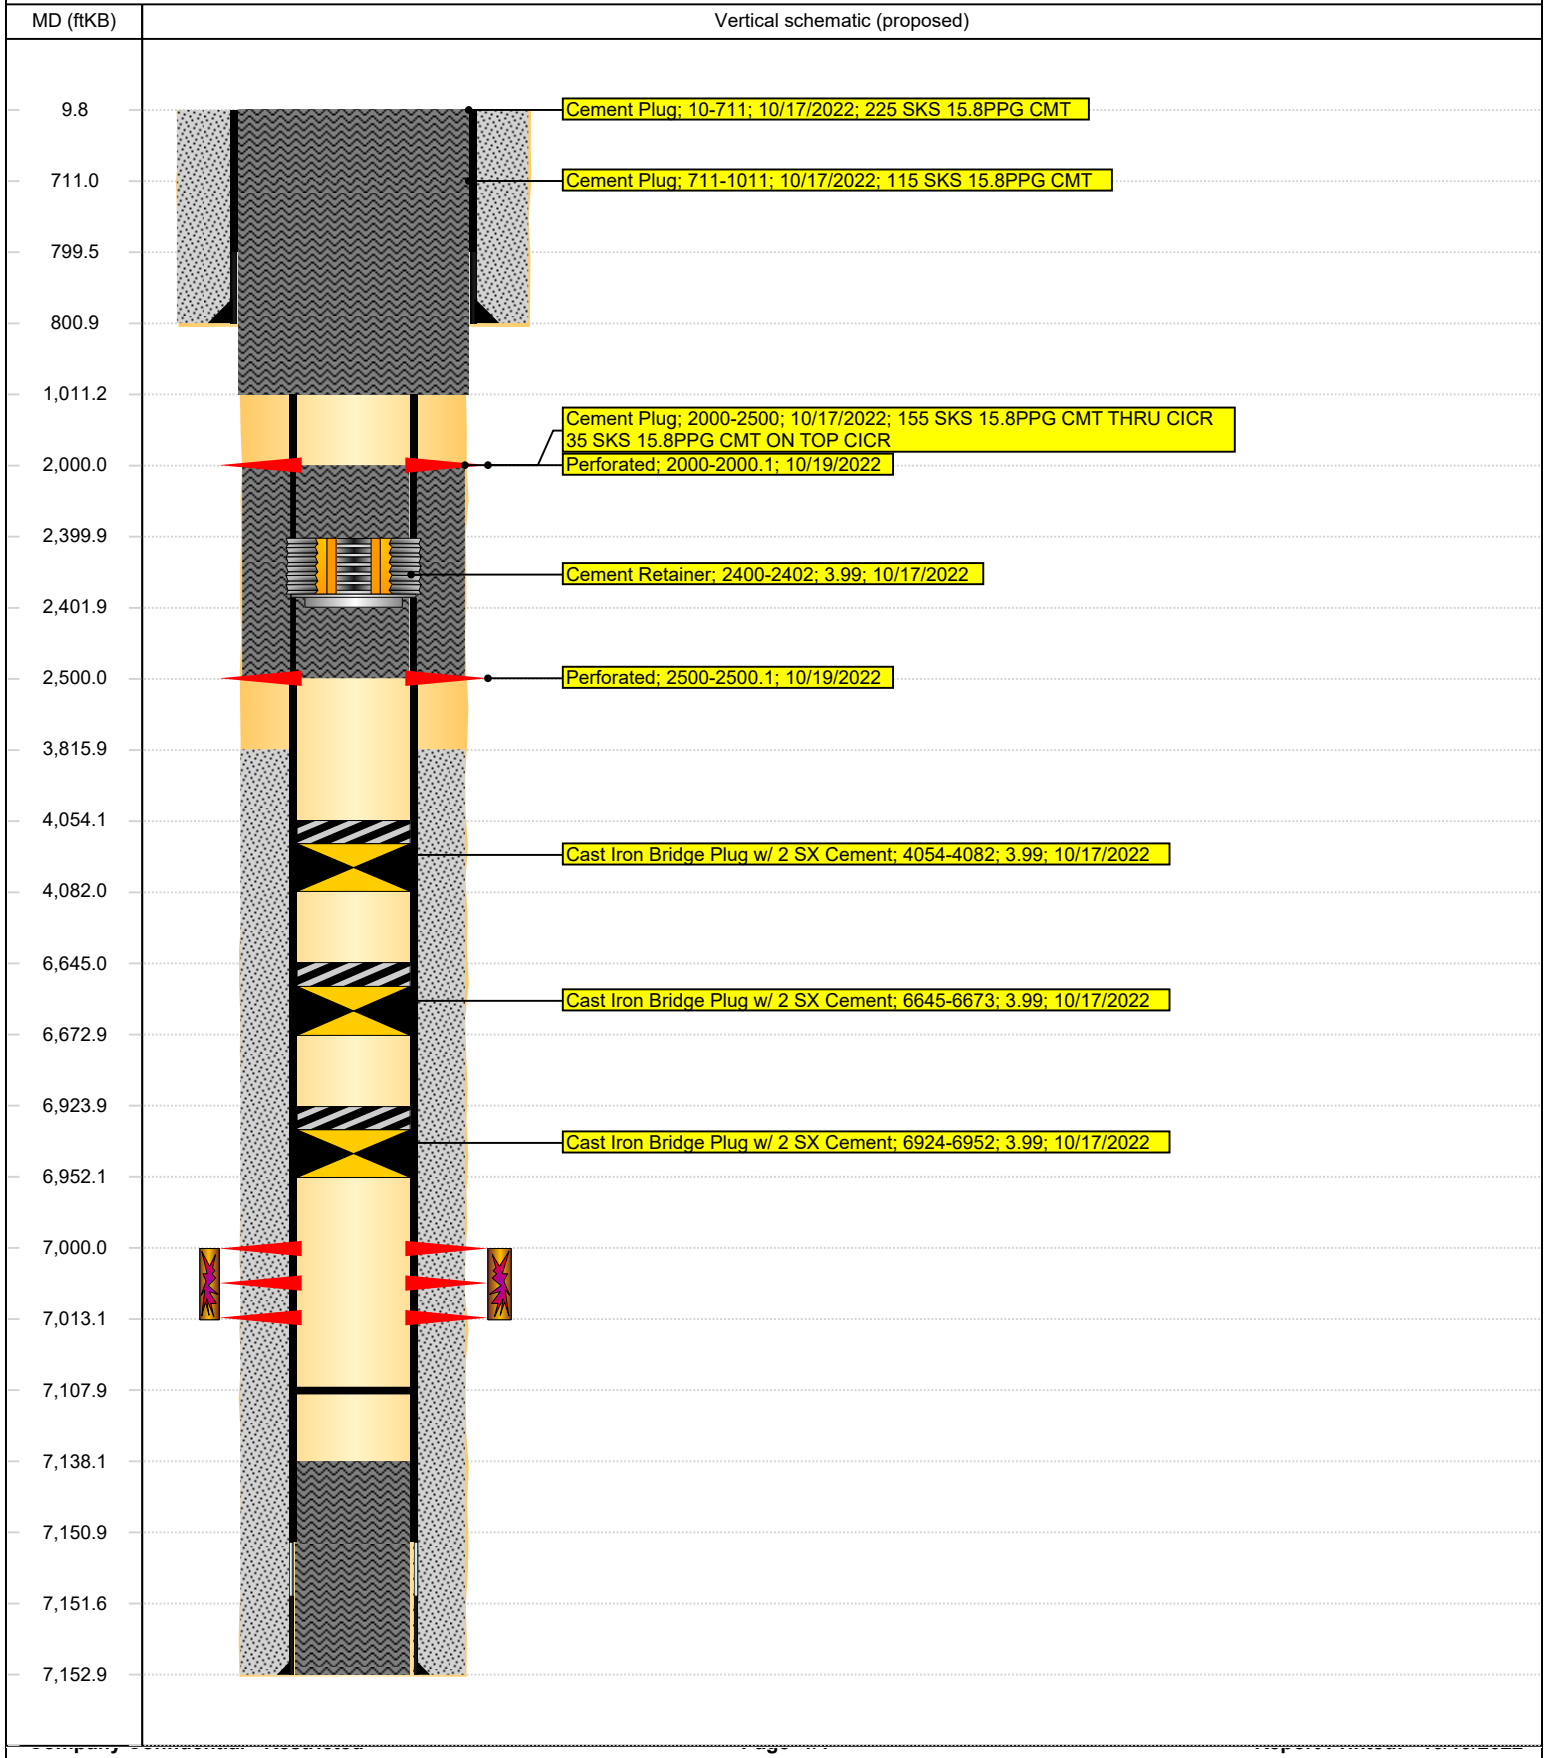 MD (ftKB)
Vertical schematic (proposed)
9.8
Cement Plug; 10-711; 10/17/2022; 225 SKS 15.8PPG CMT
711.0
Cement Plug; 711-1011; 10/17/2022; 115 SKS 15.8PPG CMT
799.5
800.9
1,011.2
Cement Plug; 2000-2500; 10/17/2022; 155 SKS 15.8PPG CMT THRU CICR
35 SKS 15.8PPG CMT ON TOP CICR
2,000.0
Perforated; 2000-2000.1; 10/19/2022
2,399.9
Cement Retainer; 2400-2402; 3.99; 10/17/2022
2,401.9
2,500.0
Perforated; 2500-2500.1; 10/19/2022
3,815.9
4,054.1
Cast Iron Bridge Plug w/ 2 SX Cement; 4054-4082; 3.99; 10/17/2022
4,082.0
6,645.0
Cast Iron Bridge Plug w/ 2 SX Cement; 6645-6673; 3.99; 10/17/2022
6,672.9
6,923.9
Cast Iron Bridge Plug w/ 2 SX Cement; 6924-6952; 3.99; 10/17/2022
6,952.1
7,000.0
7,013.1
7,107.9
7,138.1
7,150.9
7,151.6
7,152.9